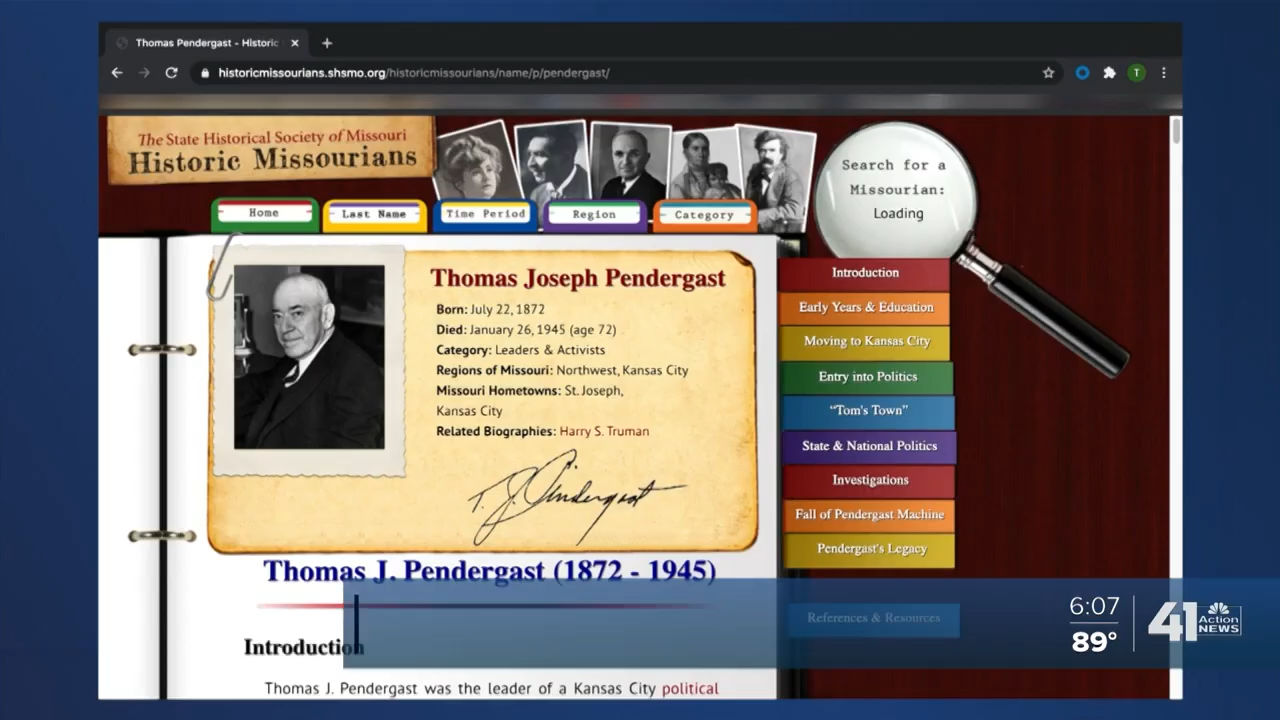 Thomas Pendergast - Historic
historicmissourians.shsmo.org/historicmissourians/name/p/pendergast/
T
The State Historical Society of Missouri
Historic Missourians
Search for a
Missourian:
Loading
Home
Last Name
Time Period
Region
Category
Thomas Joseph Pendergast
Born: July 22, 1872
Died: January 26, 1945 (age 72)
Category: Leaders & Activists
Regions of Missouri: Northwest, Kansas City
Missouri Hometowns: St. Joseph,
Kansas City
Related Biographies: Harry S. Truman
T. J. Pendergast
Introduction
Early Years & Education
Moving to Kansas City
Entry into Politics
“Tom's Town”
State & National Politics
Investigations
Fall of Pendergast Machine
Pendergast's Legacy
References & Resources
Thomas J. Pendergast (1872 - 1945)
Introduction
Thomas J. Pendergast was the leader of a Kansas City political
6:07
89°
41 Action
NEWS